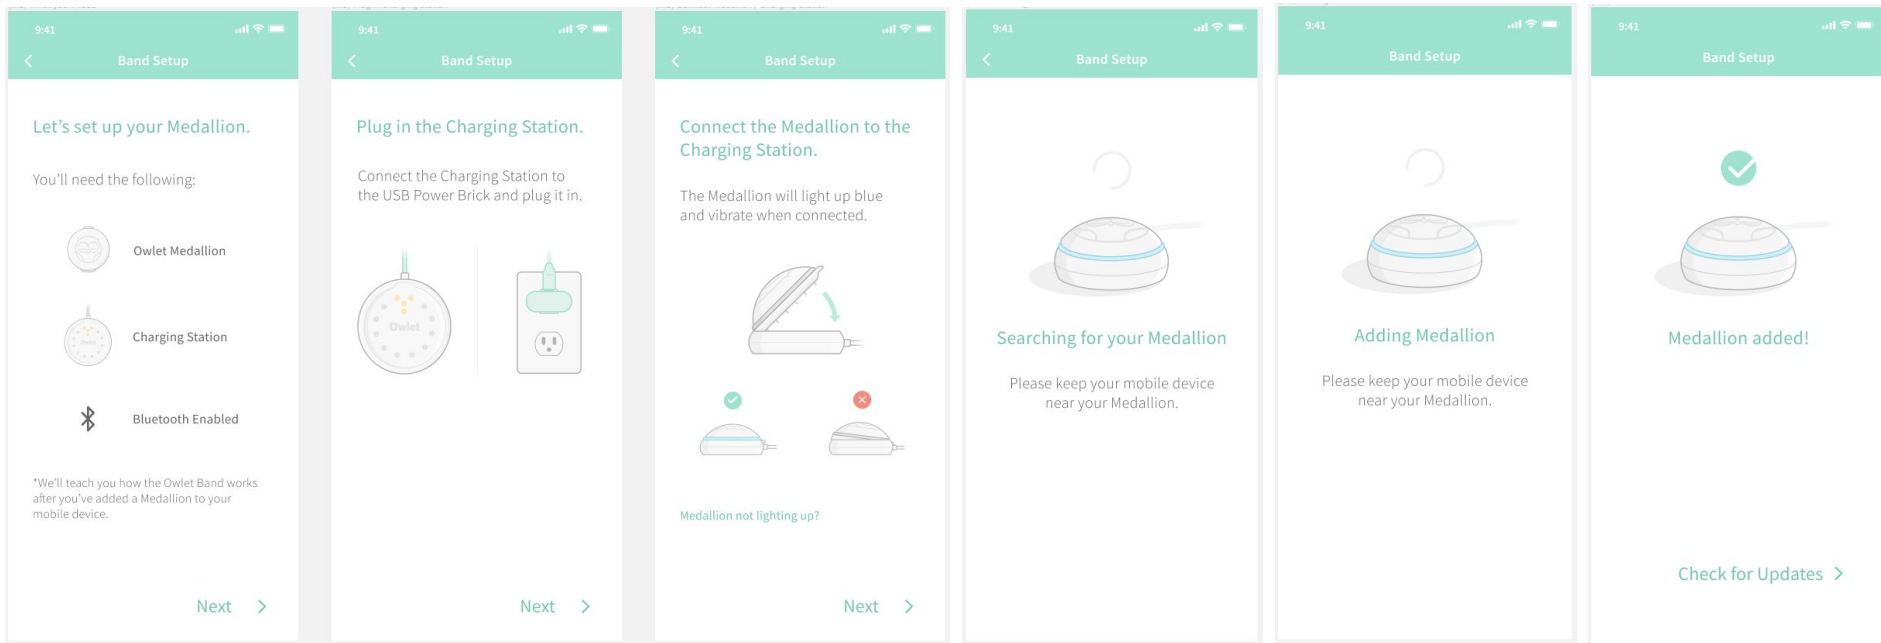 9:41
Band Setup
Let’s set up your Medallion.
You’ll need the following:
Owlet Medallion
Charging Station
Bluetooth Enabled
*We’ll teach you how the Owlet Band works
after you’ve added a Medallion to your
mobile device.
Next
9:41
Band Setup
Plug in the Charging Station.
Connect the Charging Station to
the USB Power Brick and plug it in.
Owlet
Next
9:41
Band Setup
Connect the Medallion to the
Charging Station.
The Medallion will light up blue
and vibrate when connected.
Medallion not lighting up?
Next
9:41
Band Setup
Searching for your Medallion
Please keep your mobile device
near your Medallion.
9:41
Band Setup
Adding Medallion
Please keep your mobile device
near your Medallion.
9:41
Band Setup
Medallion added!
Check for Updates